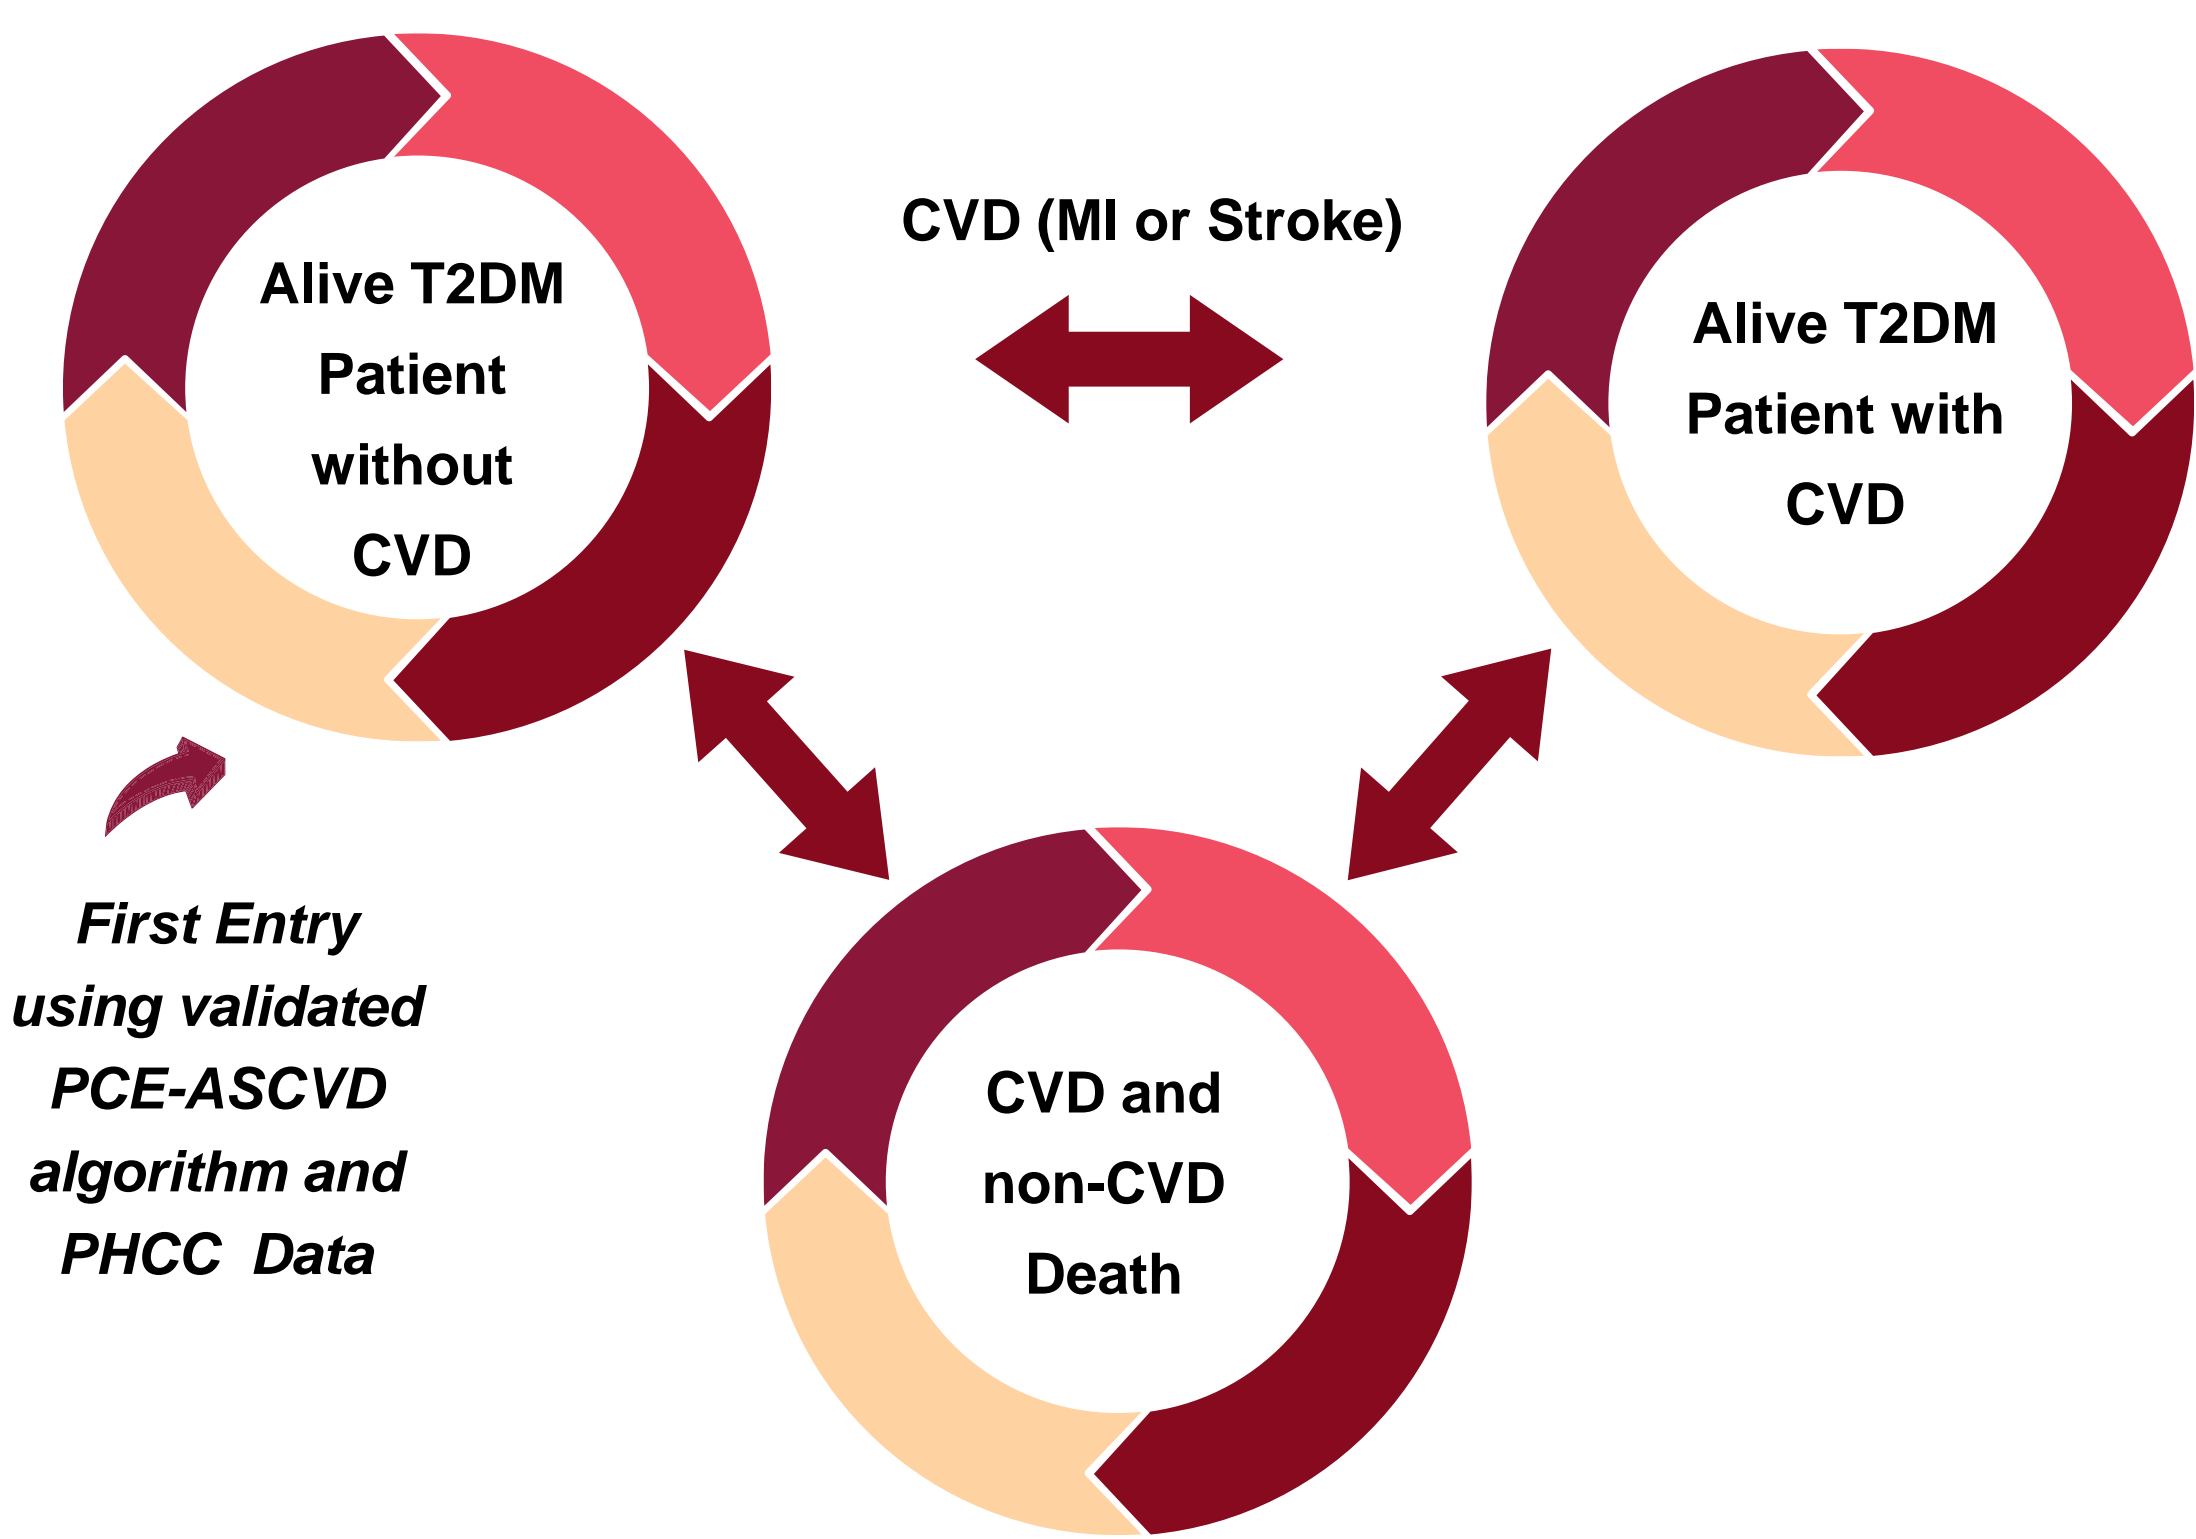 Alive T2DM
Patient
without
CVD
CVD (MI or Stroke)
Alive T2DM
Patient with
CVD
First Entry
using validated
PCE-ASCVD
algorithm and
PHCC  Data
CVD and
non-CVD
Death